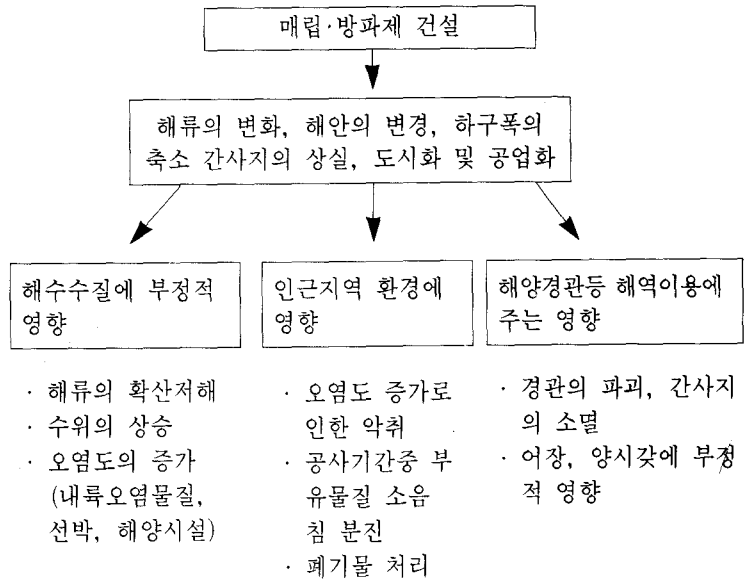 매립·방파제 건설
해류의 변화, 해안의 변경, 하구폭의
축소 간사지의 상실, 도시화 및 공업화
해수수질에 부정적
영향
· 해류의 확산저해
· 수위의 상승
· 오염도의 증가
(내륙오염물질,
선박, 해양시설)
인근지역 환경에
영향
· 오염도 증가로
인한 악취
· 공사기간중 부
유물질 소음
침 분진
· 폐기물 처리
해양경관등 해역이용에
주는 영향
· 경관의 파괴, 간사지
의 소멸
· 어장, 양시갖에 부정
적 영향